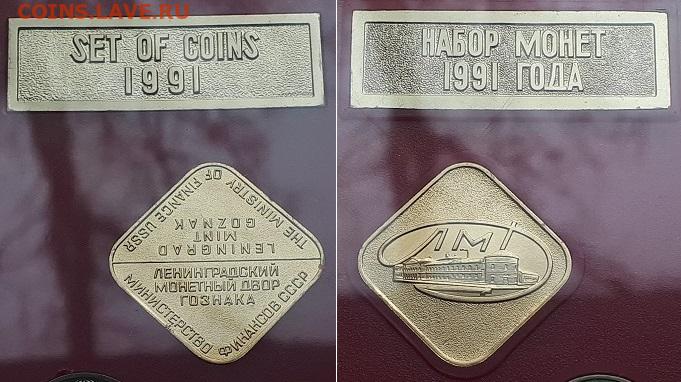 COINS.LAVE.RU
SET OF COINS
1991
THE MINISTRY OF FINANCE USSR
LENINGRAD
MINT
GOZNAK
ЛЕНИНГРАДСКИЙ
МОНЕТНЫЙ ДВОР
ГОЗНАКА
МИНИСТЕРСТВО ФИНАНСОВ СССР
НАБОР МОНЕТ
1991 ГОДА
ЛМД